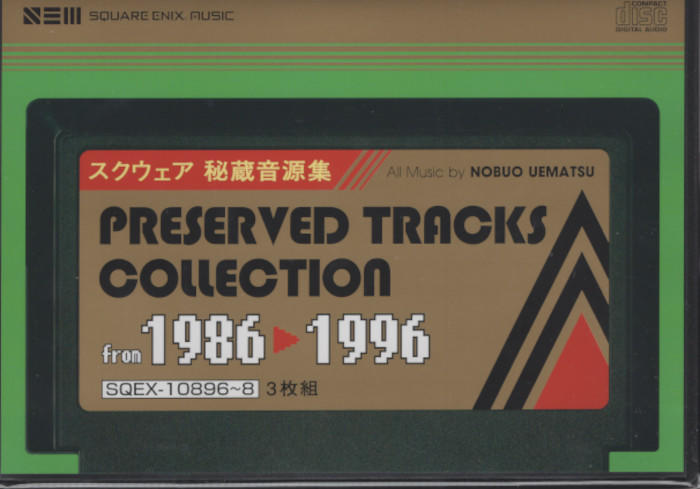 SQUARE ENIX MUSIC
COMPACT
disc
DIGITAL AUDIO
スクウェア 秘蔵音源集
All Music by NOBUO UEMATSU
PRESERVED TRACKS
COLLECTION
from 1986 ▶ 1996
SQEX-10896~8 3枚組